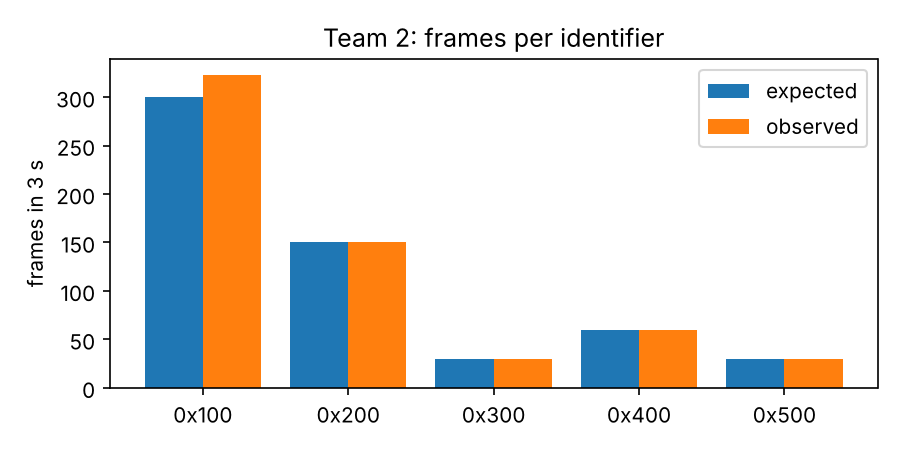 Team 2: frames per identifier
frames in 3 s
300
250
200
150
100
50
0
expected
observed
0x100 0x200 0x300 0x400 0x500